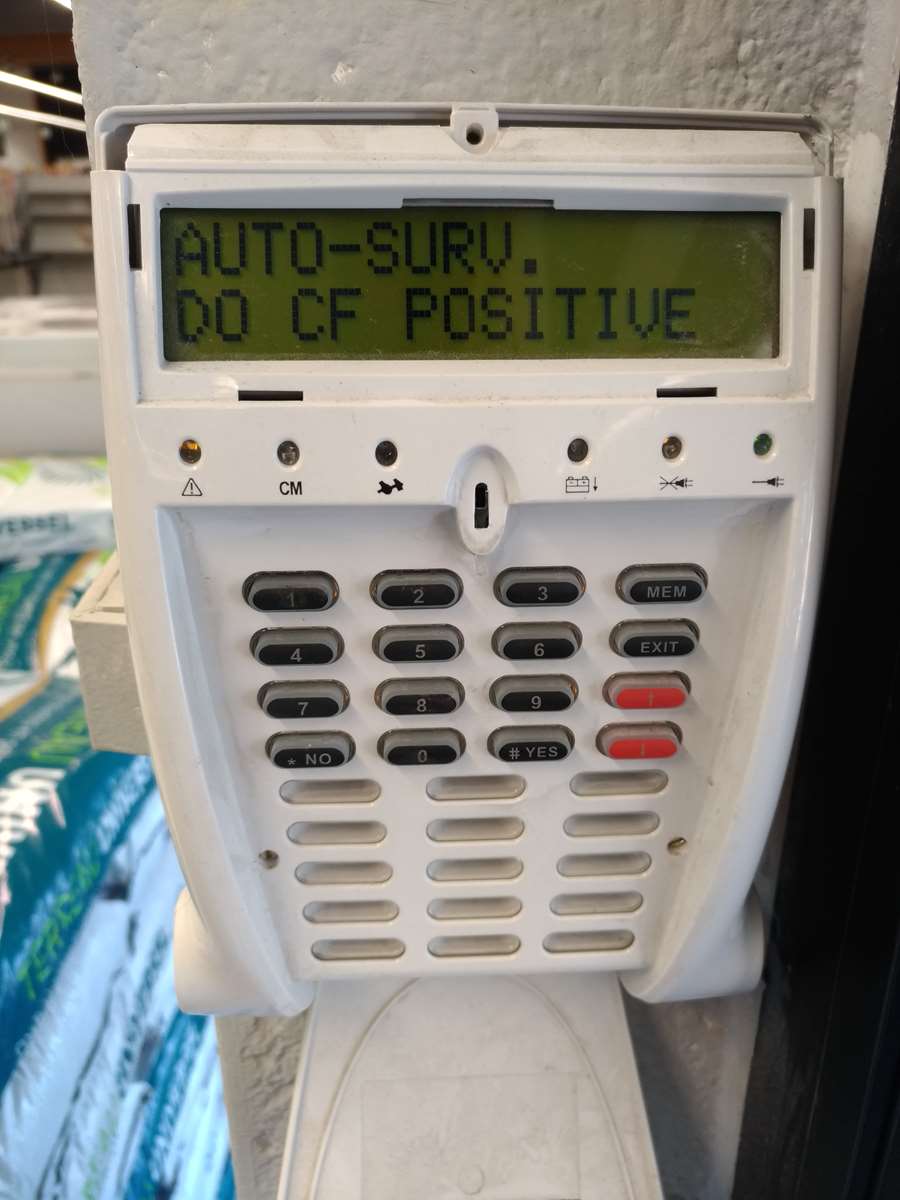 AUTO-SURV.
DO CF POSITIVE
CM
1 2 3 MEM
4 5 6 EXIT
7 8 9 ↑
* NO 0 # YES ↓